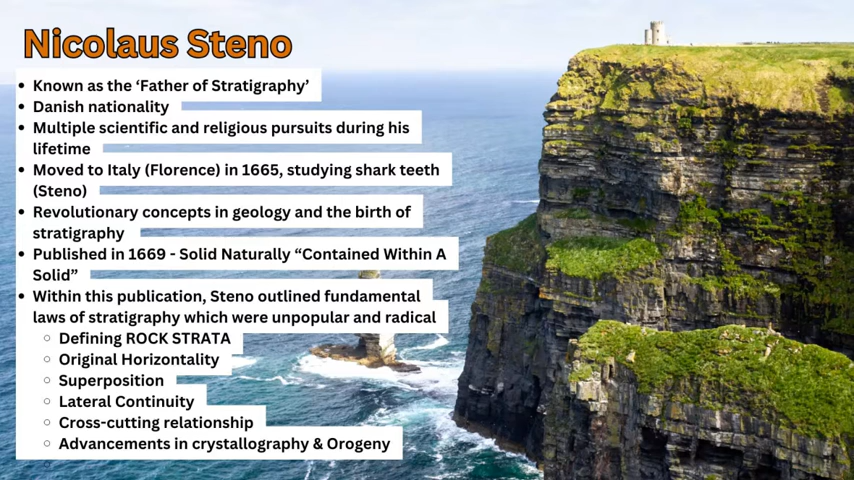 Nicolaus Steno
• Known as the ‘Father of Stratigraphy’
• Danish nationality
• Multiple scientific and religious pursuits during his
lifetime
• Moved to Italy (Florence) in 1665, studying shark teeth
(Steno)
• Revolutionary concepts in geology and the birth of
stratigraphy
• Published in 1669 - Solid Naturally “Contained Within A
Solid”
• Within this publication, Steno outlined fundamental
laws of stratigraphy which were unpopular and radical
◦ Defining ROCK STRATA
◦ Original Horizontality
◦ Superposition
◦ Lateral Continuity
◦ Cross-cutting relationship
◦ Advancements in crystallography & Orogeny